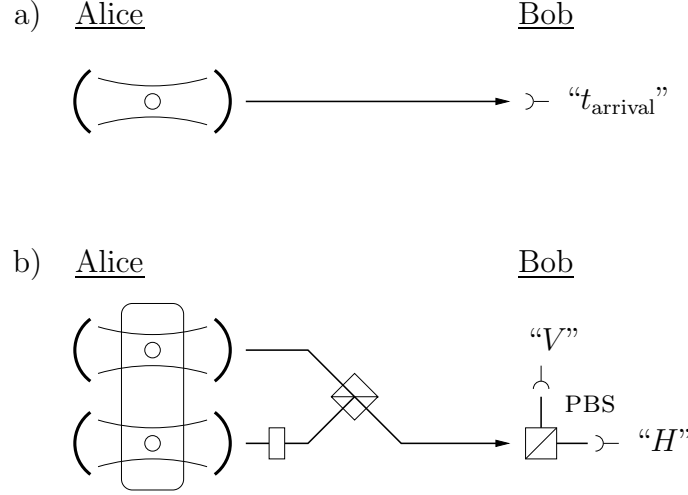 a) Alice Bob
“t_arrival”
b) Alice Bob
“V”
PBS
“H”